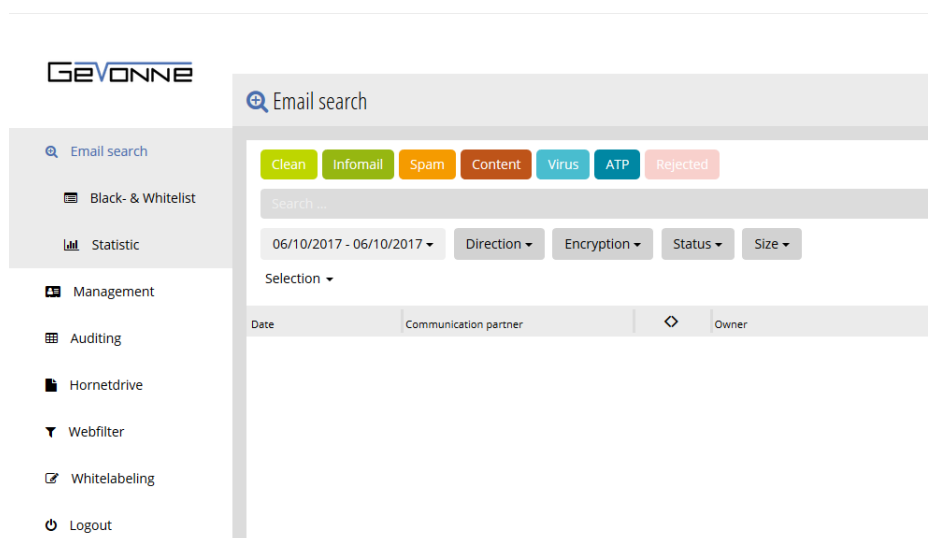 GeVonne
Email search
Email search
Black- & Whitelist
Statistic
Management
Auditing
Hornetdrive
Webfilter
Whitelabeling
Logout
Clean Infomail Spam Content Virus ATP Rejected
Search ...
06/10/2017 - 06/10/2017 Direction Encryption Status Size
Selection
Date Communication partner <> Owner